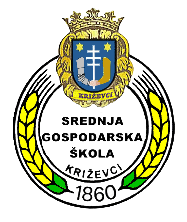 KRIŽEVCI
SREDNJA
GOSPODARSKA
ŠKOLA
KRIŽEVCI
1860